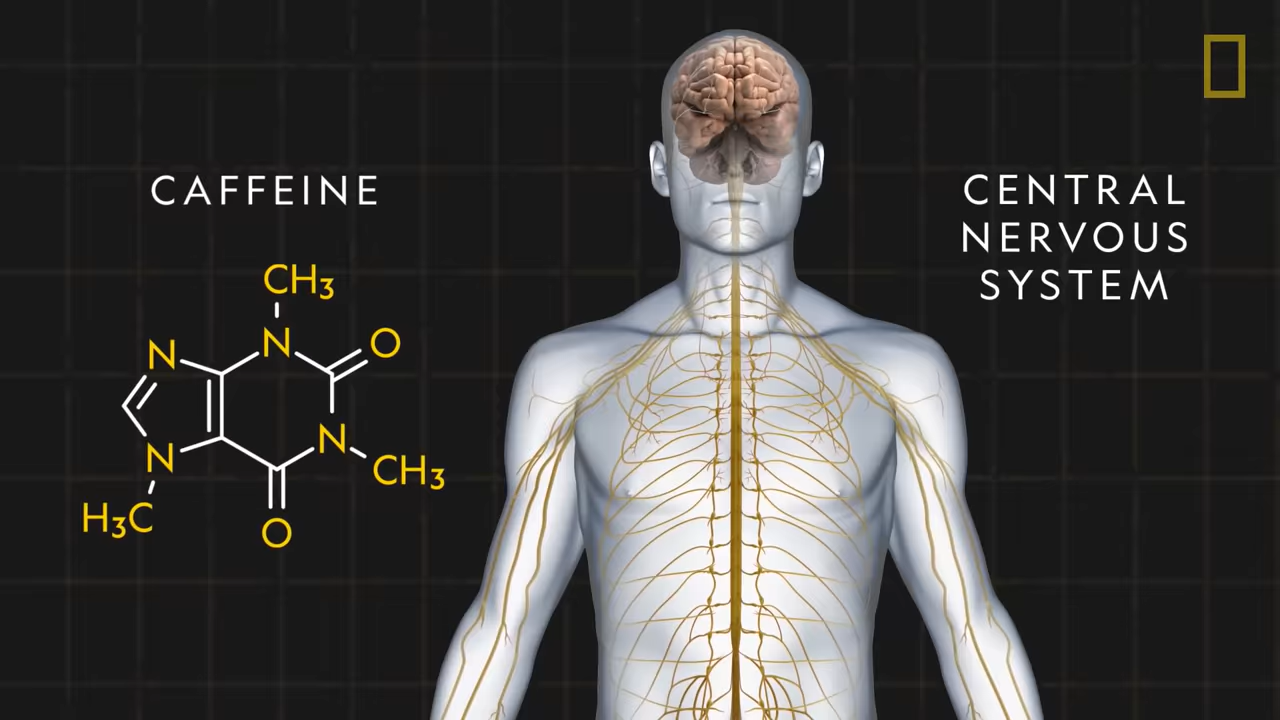 CAFFEINE
CH₃
N
N
O
N
N
CH₃
H₃C
O
CENTRAL
NERVOUS
SYSTEM